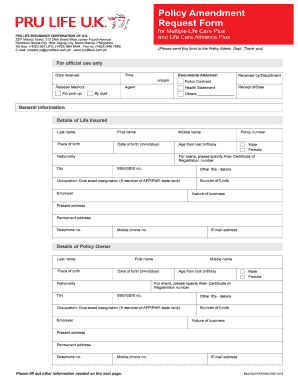 PRU LIFE U.K.
Policy Amendment
Request Form
for Multiple Life Care Plus
and Life Care Advance Plus
PRU LIFE INSURANCE CORPORATION OF U.K.
(Please send this form to the Policy Admin. Dept. Thank you)
For official use only
Date received
Time
am/pm
Documents Attached:
Policy Contract
Health Statement
Others
Received by/Department
Release Method
For pick-up
By mail
Agent
Receipt/Date
General Information
Details of Life Insured
Last name
First name
Middle name
Policy number
Place of birth
Date of birth (mm/d/yy)
Age from last birthday
Male
Female
Nationality
For aliens, please specify Alien Certificate of
Registration number
TIN
SSS/GSIS no.
Other IDs - details
Occupation: Give exact designation (If member of AFP/PNP, state rank)
Sources of funds
Employer
Nature of business
Present address
Permanent address
Telephone no.
Mobile phone no.
E-mail address
Details of Policy Owner
Last name
First name
Middle name
Place of birth
Date of birth (mm/d/yy)
Age from last birthday
Male
Female
Nationality
For aliens, please specify Alien Certificate of
Registration number
TIN
SSS/GSIS no.
Other IDs - details
Occupation: Give exact designation (If member of AFP/PNP, state rank)
Sources of funds
Employer
Nature of business
Present address
Permanent address
Telephone no.
Mobile phone no.
E-mail address
Please fill out other information needed on the next page.